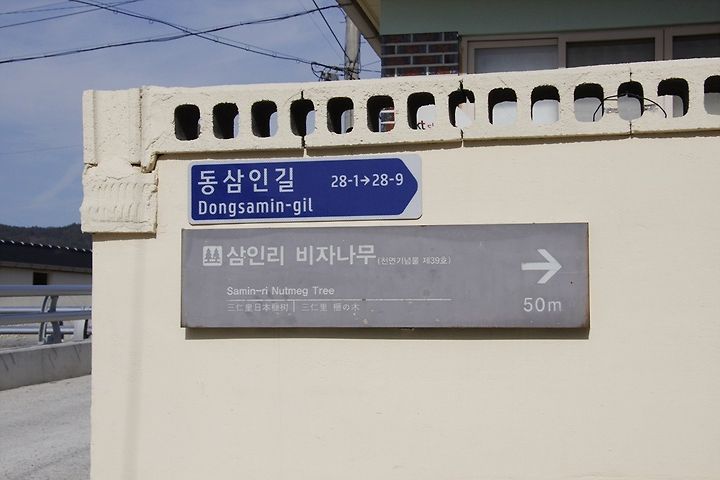 동삼인길 28-1→28-9
Dongsamin-gil
삼인리 비자나무(천연기념물 제39호)
Samin-ri Nutmeg Tree
三仁里日本榧树 | 三仁里 榧の木
50m